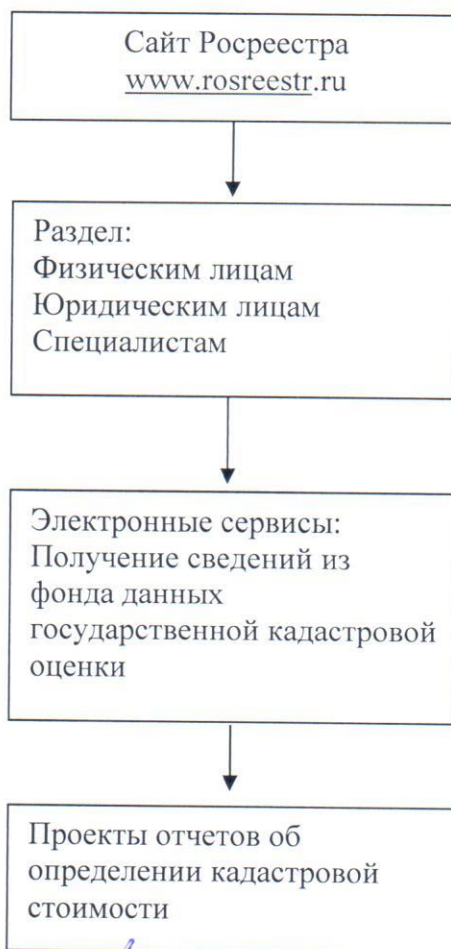 Сайт Росреестра
www.rosreestr.ru
Раздел:
Физическим лицам
Юридическим лицам
Специалистам
Электронные сервисы:
Получение сведений из
фонда данных
государственной кадастровой
оценки
Проекты отчетов об
определении кадастровой
стоимости